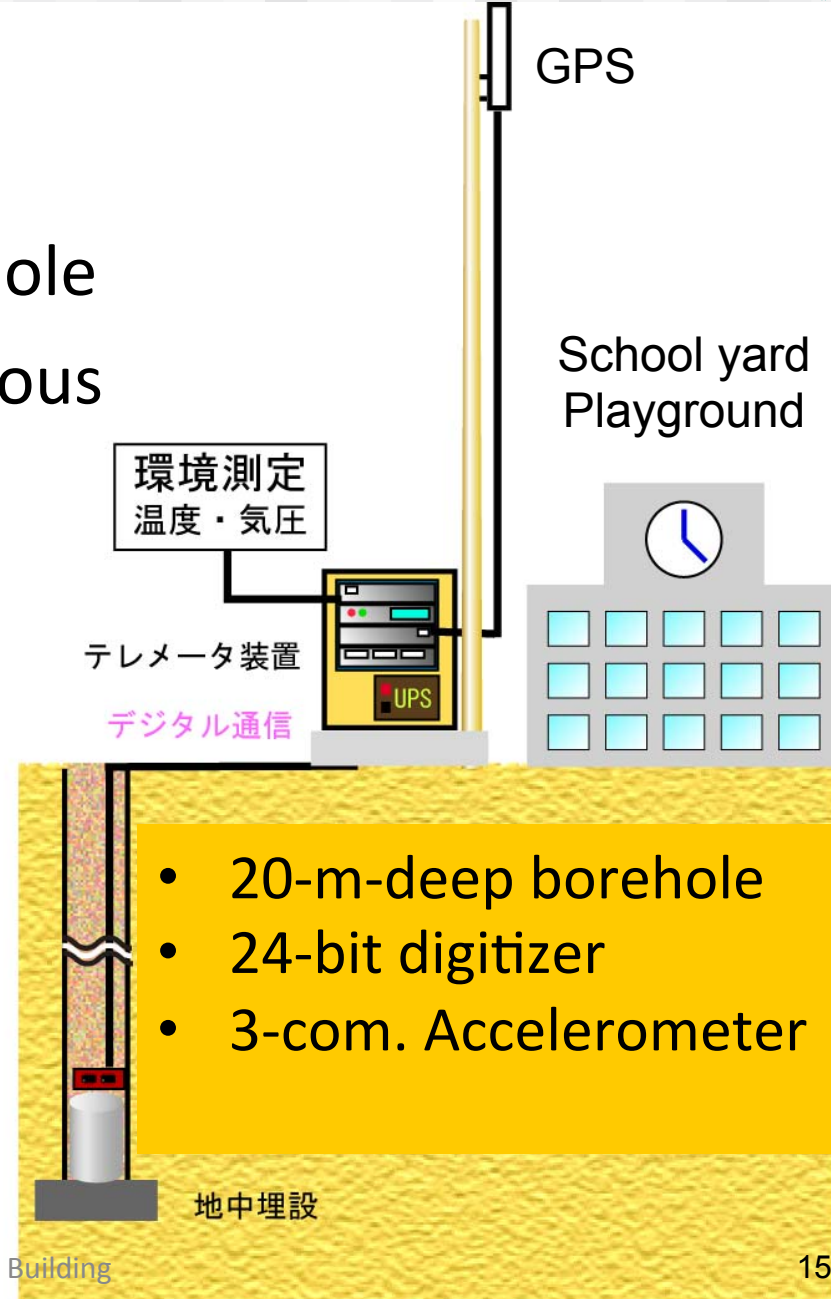 GPS
ole
ous
School yard
Playground
環境測定
温度・気圧
テレメータ装置
UPS
デジタル通信
• 20-m-deep borehole
• 24-bit digitizer
• 3-com. Accelerometer
地中埋設
Building
15